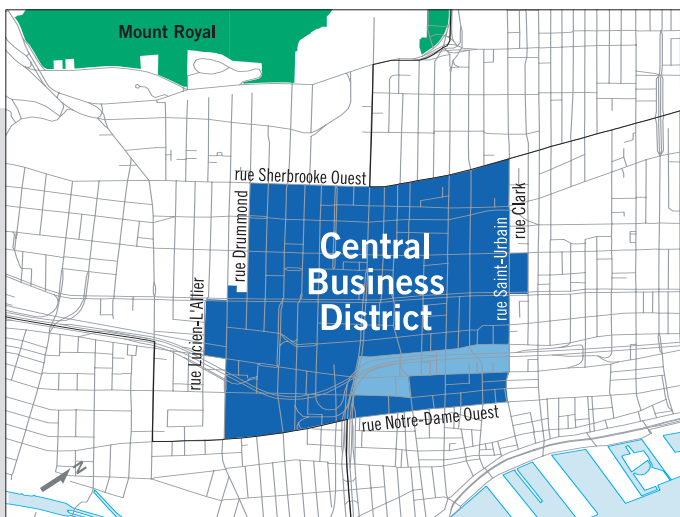 Mount Royal
rue Sherbrooke Ouest
rue Drummond
rue Clark
Central
Business
District
rue Saint-Urbain
rue Lucien-L'Allier
rue Notre-Dame Ouest
N